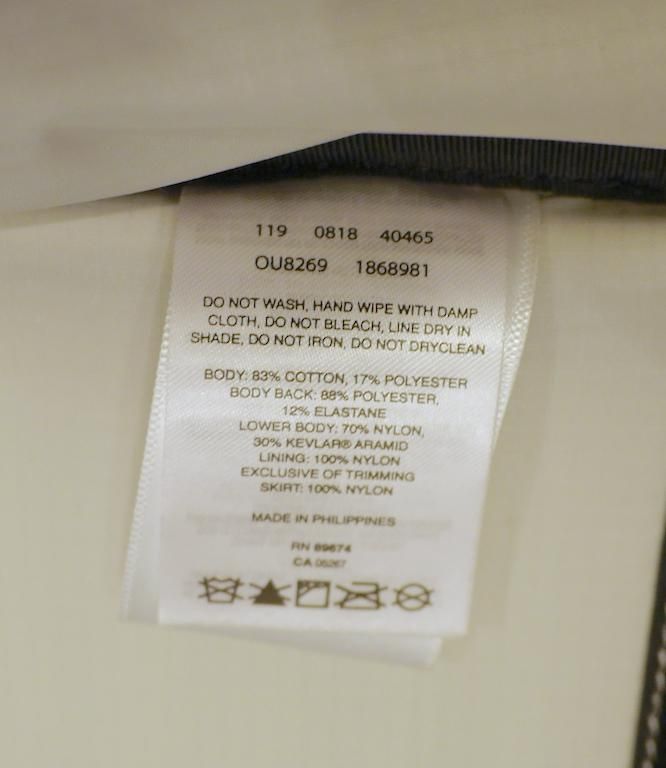 119 0818 40465
OU8269 1868981
DO NOT WASH, HAND WIPE WITH DAMP
CLOTH, DO NOT BLEACH, LINE DRY IN
SHADE, DO NOT IRON, DO NOT DRYCLEAN
BODY: 83% COTTON, 17% POLYESTER
BODY BACK: 88% POLYESTER,
12% ELASTANE
LOWER BODY: 70% NYLON,
30% KEVLAR® ARAMID
LINING: 100% NYLON
EXCLUSIVE OF TRIMMING
SKIRT: 100% NYLON
MADE IN PHILIPPINES
RN 89674
CA 05267